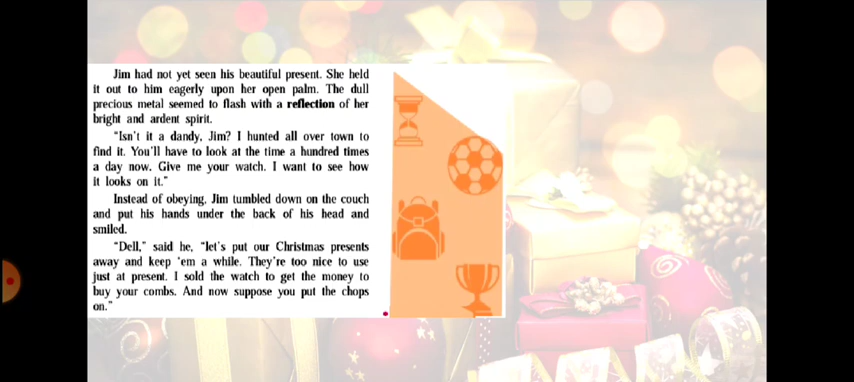 Jim had not yet seen his beautiful present. She held
it out to him eagerly upon her open palm. The dull
precious metal seemed to flash with a reflection of her
bright and ardent spirit.
"Isn't it a dandy, Jim? I hunted all over town to
find it. You'll have to look at the time a hundred times
a day now. Give me your watch. I want to see how
it looks on it."
Instead of obeying, Jim tumbled down on the couch
and put his hands under the back of his head and
smiled.
"Dell," said he, "let's put our Christmas presents
away and keep 'em a while. They're too nice to use
just at present. I sold the watch to get the money to
buy your combs. And now suppose you put the chops
on."